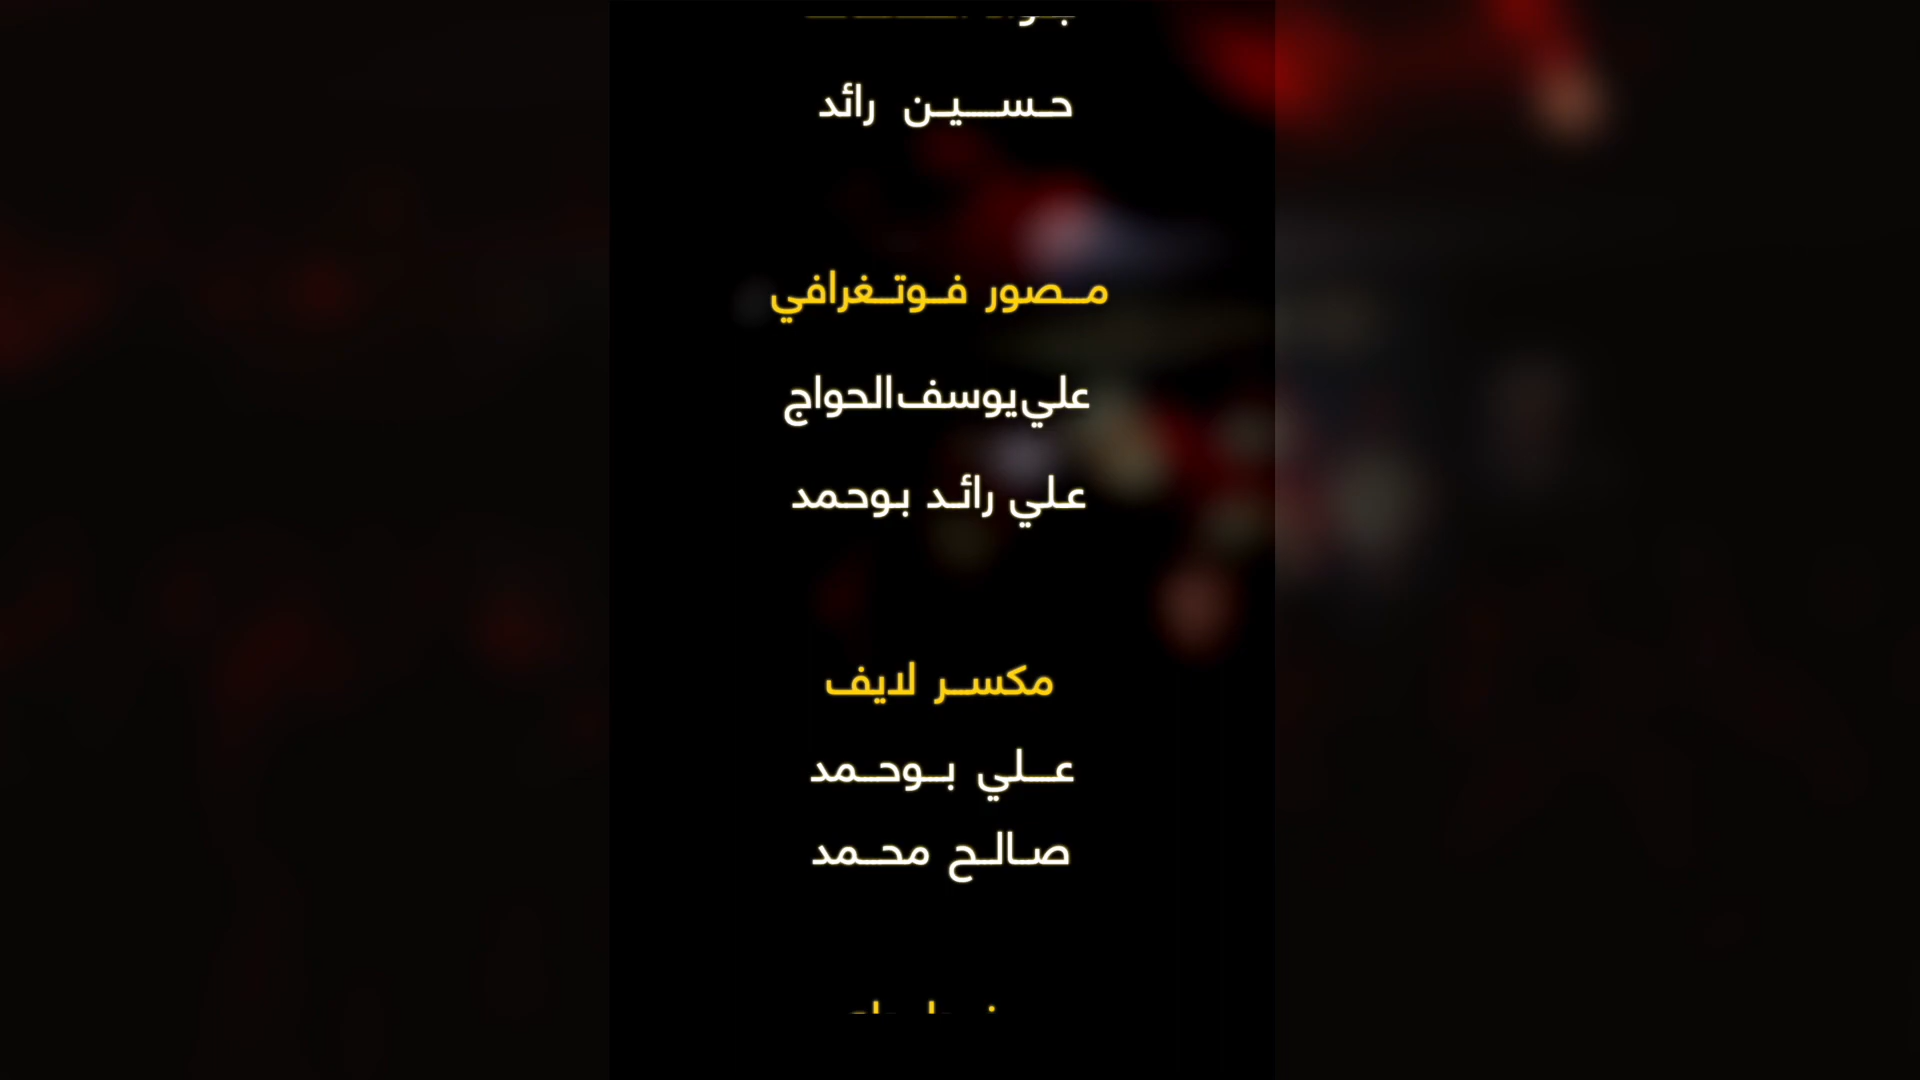 حسين رائد
مصور فوتغرافي
علي يوسف الحواج
علي رائد بوحمد
مكسر لايف
علي بوحمد
صالح محمد